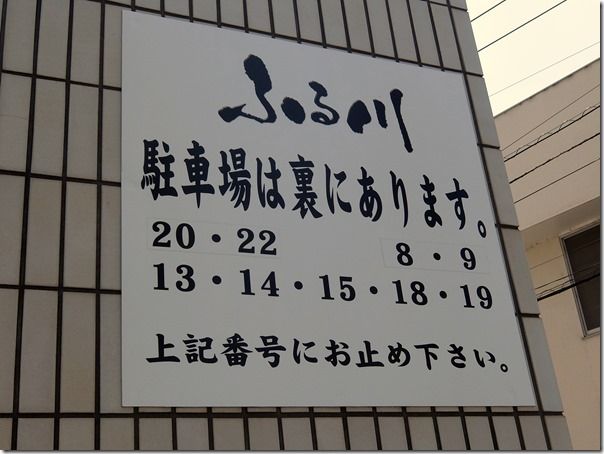 ふる川
駐車場は裏にあります。
20・22 8・9
13・14・15・18・19
上記番号にお止め下さい。